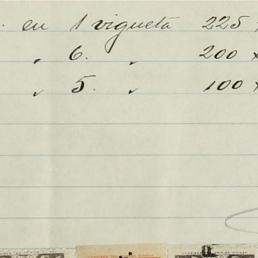 . en 1 vigueta 225 x
" 6. " 200 x
" 5. " 100 x